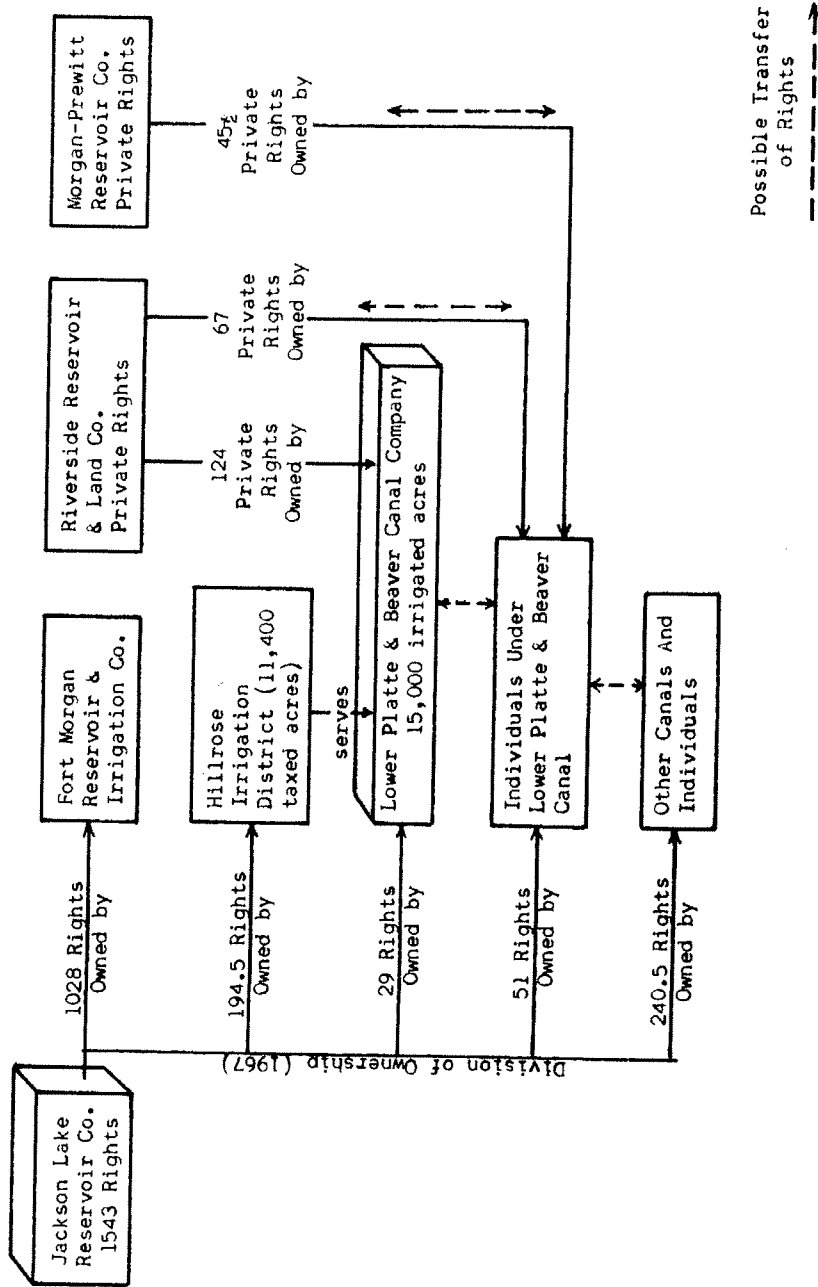 Jackson Lake
Reservoir Co.
1543 Rights
Division of Ownership (1967)
1028 Rights
Owned by
Fort Morgan
Reservoir &
Irrigation Co.
194.5 Rights
Owned by
Hillrose
Irrigation
District (11,400
taxed acres)
serves
29 Rights
Owned by
Lower Platte & Beaver Canal Company
15,000 irrigated acres
51 Rights
Owned by
Individuals Under
Lower Platte & Beaver
Canal
240.5 Rights
Owned by
Other Canals And
Individuals
Riverside Reservoir
& Land Co.
Private Rights
124
Private
Rights
Owned by
67
Private
Rights
Owned by
Morgan-Prewitt
Reservoir Co.
Private Rights
45½
Private
Rights
Owned by
Possible Transfer
of Rights